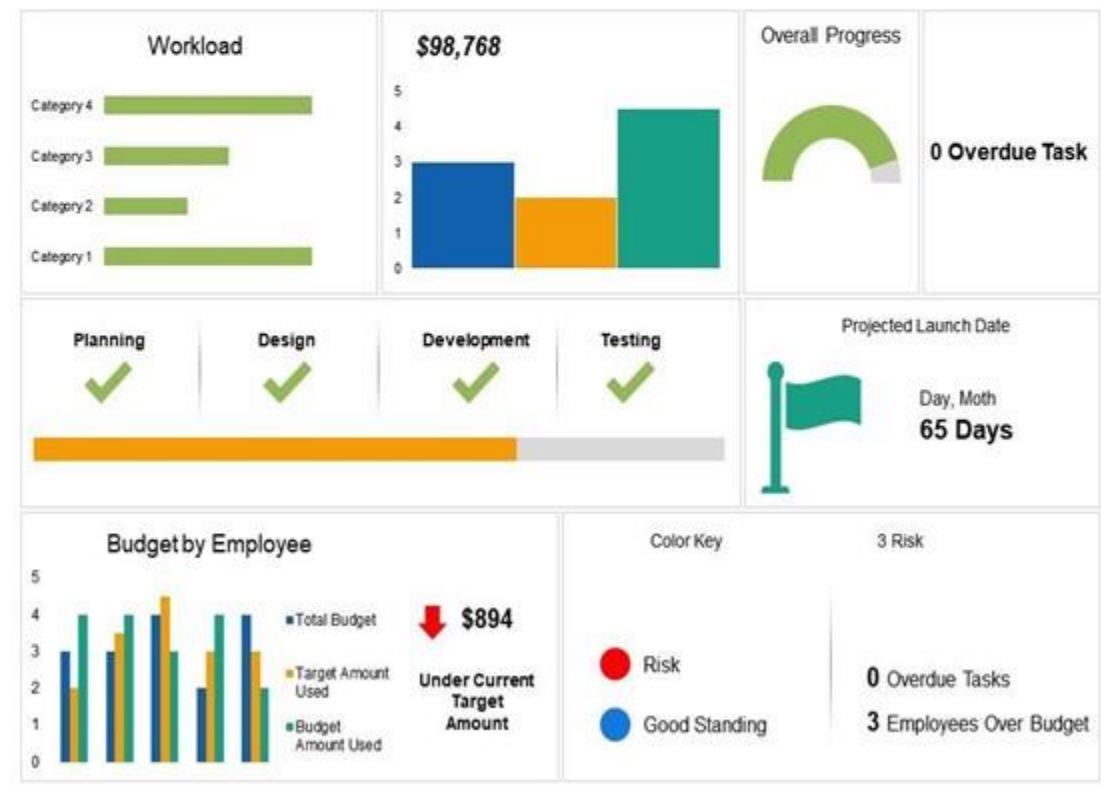 Workload
Category 4
Category 3
Category 2
Category 1
$98,768
5
4
3
2
1
0
Overall Progress
0 Overdue Task
Planning
Design
Development
Testing
Projected Launch Date
Day, Moth
65 Days
Budget by Employee
5
4
3
2
1
0
Total Budget
Target Amount
Used
Budget
Amount Used
$894
Under Current
Target
Amount
Color Key
Risk
Good Standing
3 Risk
0 Overdue Tasks
3 Employees Over Budget